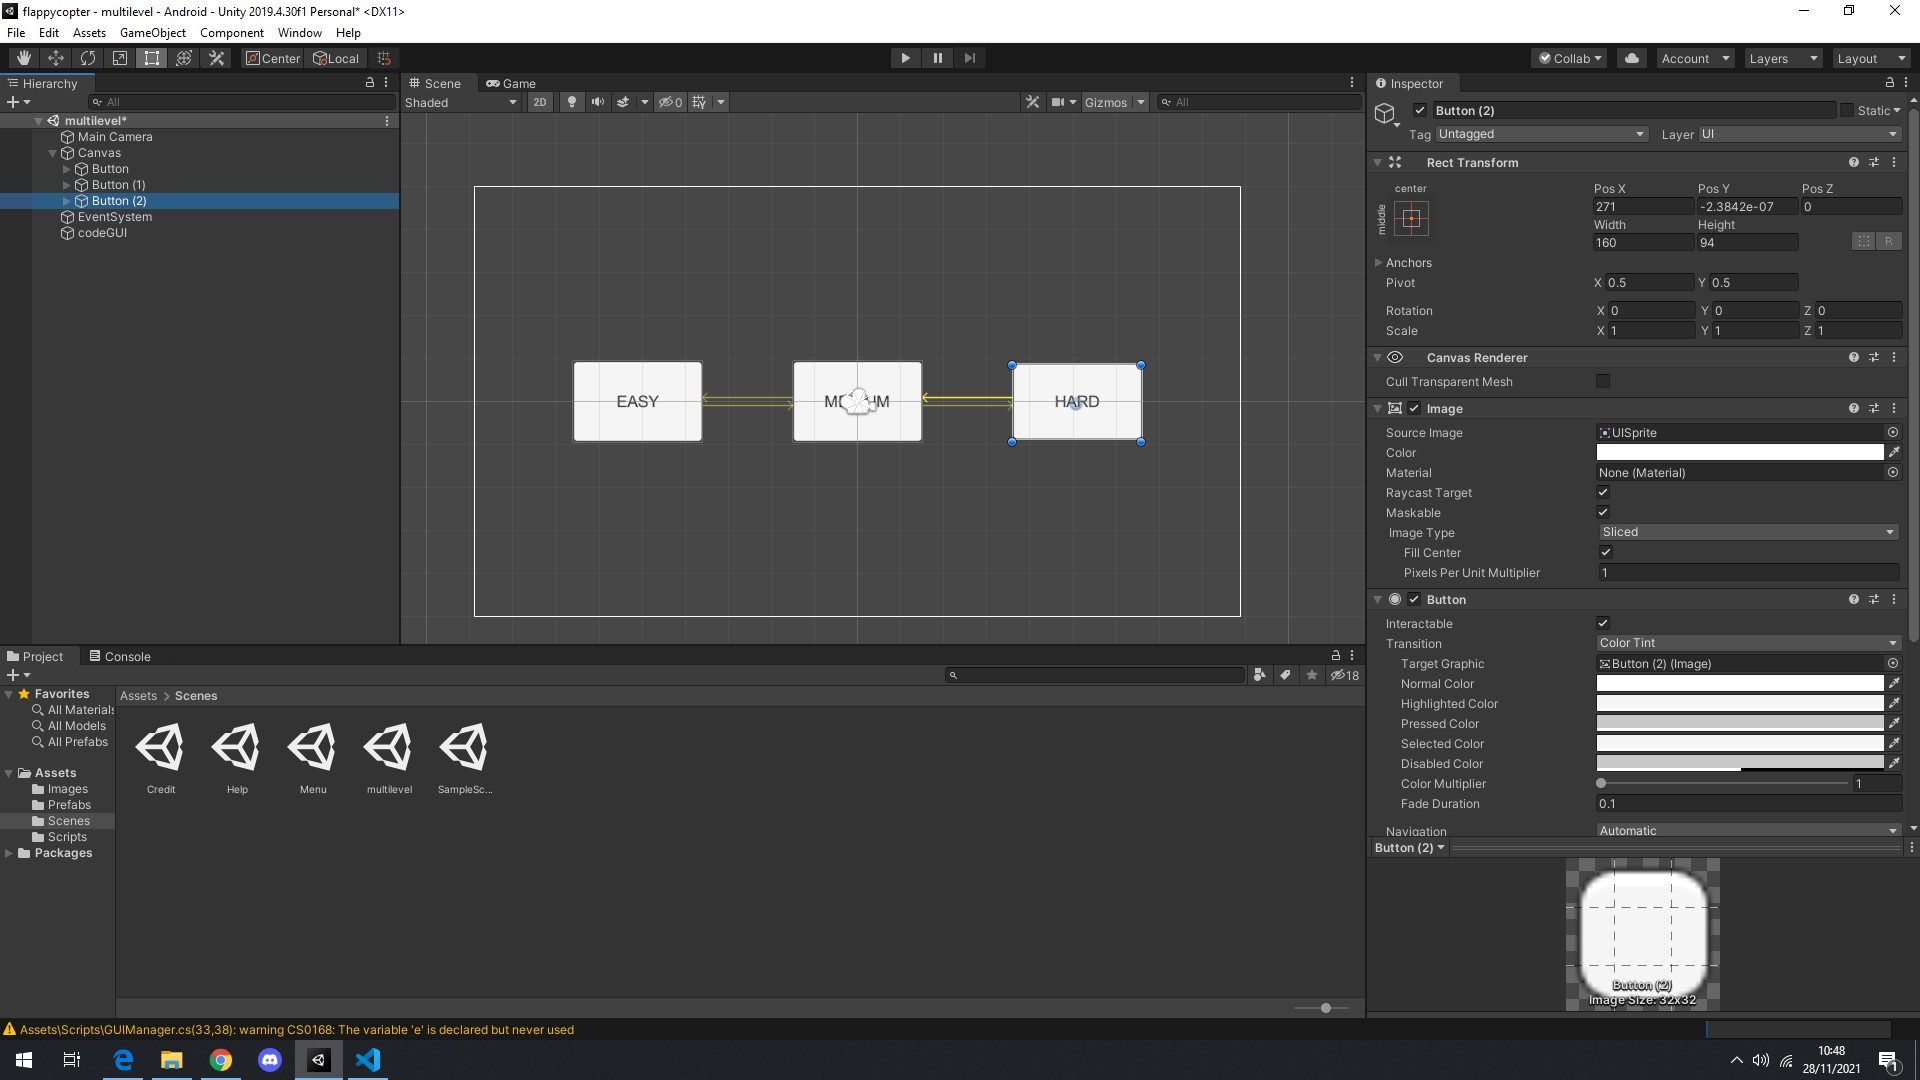 flappycopter - multilevel - Android - Unity 2019.4.30f1 Personal* <DX11>
File Edit Assets GameObject Component Window Help
Center Local Collab Account Layers Layout
Hierarchy
All
multilevel*
Main Camera
Canvas
Button
Button (1)
Button (2)
EventSystem
codeGUI
Scene Game
Shaded 2D 0 Gizmos All
EASY
HARD
Project Console
18
Favorites
All Materials
All Models
All Prefabs
Assets
Images
Prefabs
Scenes
Scripts
Packages
Assets > Scenes
Credit Help Menu multilevel SampleSc...
Inspector
Button (2) Static
Tag Untagged Layer UI
Rect Transform
center
middle
Pos X Pos Y Pos Z
271 -2.3842e-07 0
Width Height
160 94
R
Anchors
Pivot X 0.5 Y 0.5
Rotation X 0 Y 0 Z 0
Scale X 1 Y 1 Z 1
Canvas Renderer
Cull Transparent Mesh
Image
Source Image UISprite
Color
Material None (Material)
Raycast Target
Maskable
Image Type Sliced
Fill Center
Pixels Per Unit Multiplier 1
Button
Interactable
Transition Color Tint
Target Graphic Button (2) (Image)
Normal Color
Highlighted Color
Pressed Color
Selected Color
Disabled Color
Color Multiplier 1
Fade Duration 0.1
Navigation Automatic
Button (2)
Button (2)
Image Size: 32x32
Assets\Scripts\GUIManager.cs(33,38): warning CS0168: The variable 'e' is declared but never used
10:48
28/11/2021
1